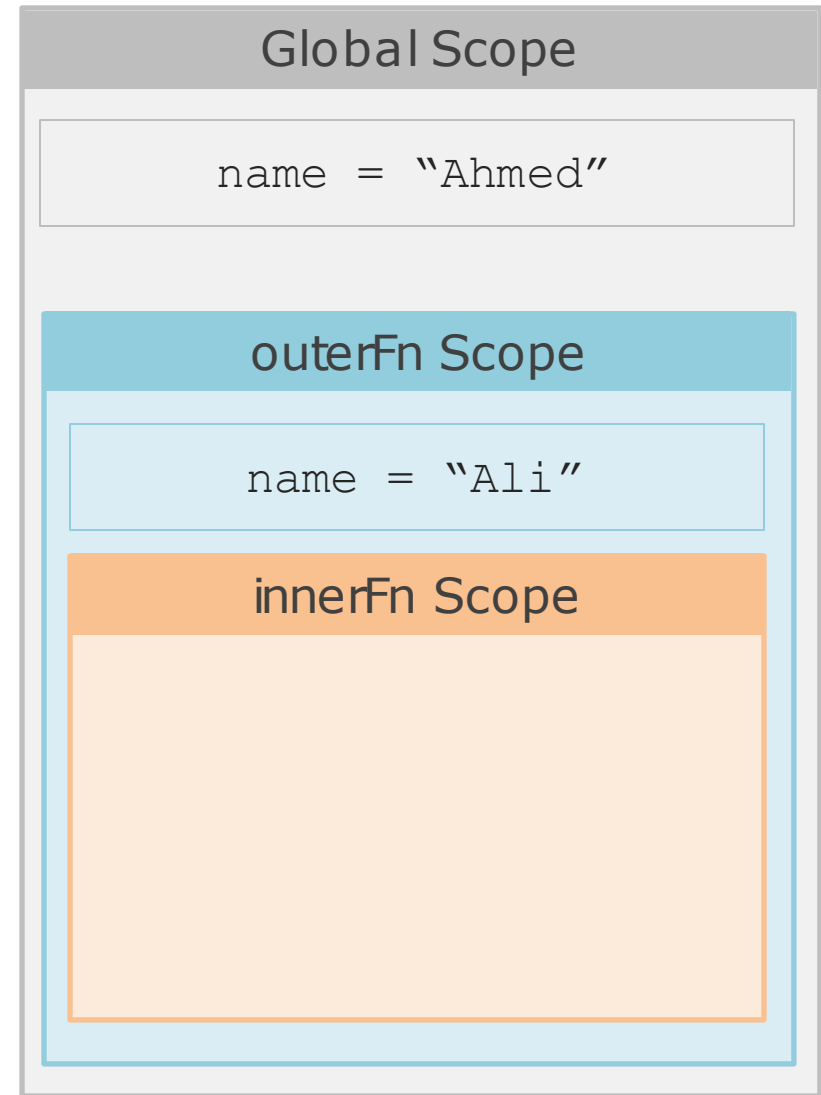 Global Scope
name = “Ahmed”
outerFn Scope
name = “Ali”
innerFn Scope